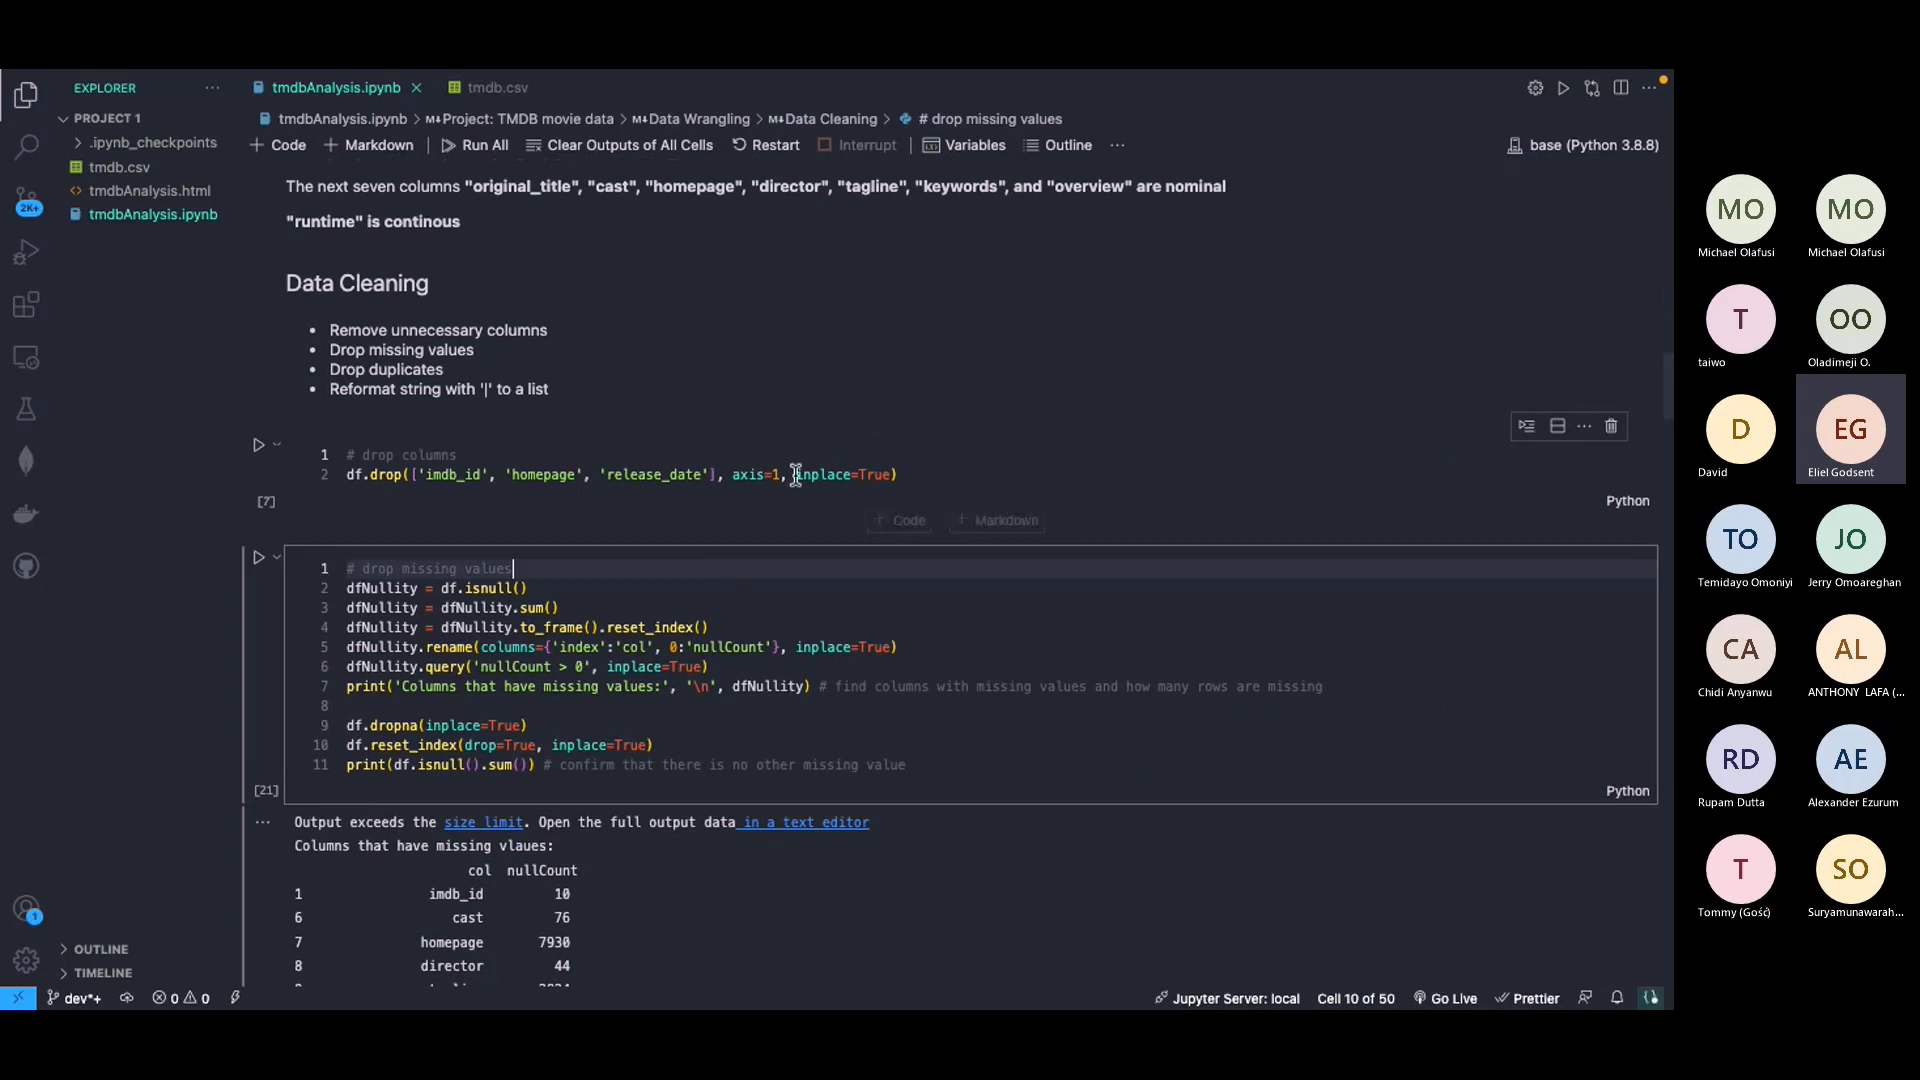 EXPLORER
PROJECT 1
.ipynb_checkpoints
tmdb.csv
tmdbAnalysis.html
tmdbAnalysis.ipynb
OUTLINE
TIMELINE
2K+
1
tmdbAnalysis.ipynb
tmdb.csv
tmdbAnalysis.ipynb > M↓Project: TMDB movie data > M↓Data Wrangling > M↓Data Cleaning > # drop missing values
+ Code + Markdown Run All Clear Outputs of All Cells Restart Interrupt Variables Outline ... base (Python 3.8.8)
The next seven columns "original_title", "cast", "homepage", "director", "tagline", "keywords", and "overview" are nominal
"runtime" is continous
Data Cleaning
• Remove unnecessary columns
• Drop missing values
• Drop duplicates
• Reformat string with '|' to a list
1 # drop columns
2 df.drop(['imdb_id', 'homepage', 'release_date'], axis=1, inplace=True)
[7] Python
+ Code + Markdown
1 # drop missing values
2 dfNullity = df.isnull()
3 dfNullity = dfNullity.sum()
4 dfNullity = dfNullity.to_frame().reset_index()
5 dfNullity.rename(columns={'index':'col', 0:'nullCount'}, inplace=True)
6 dfNullity.query('nullCount > 0', inplace=True)
7 print('Columns that have missing values:', '\n', dfNullity) # find columns with missing values and how many rows are missing
8
9 df.dropna(inplace=True)
10 df.reset_index(drop=True, inplace=True)
11 print(df.isnull().sum()) # confirm that there is no other missing value
[21] Python
... Output exceeds the size limit. Open the full output data in a text editor
Columns that have missing vlaues:
col nullCount
1 imdb_id 10
6 cast 76
7 homepage 7930
8 director 44
dev*+ 0 0 Jupyter Server: local Cell 10 of 50 Go Live Prettier
MO MO
Michael Olafusi Michael Olafusi
T OO
taiwo Oladimeji O.
D EG
David Eliel Godsent
TO JO
Temidayo Omoniyi Jerry Omoareghan
CA AL
Chidi Anyanwu ANTHONY LAFA (...
RD AE
Rupam Dutta Alexander Ezurum
T SO
Tommy (Gość) Suryamunawarah...